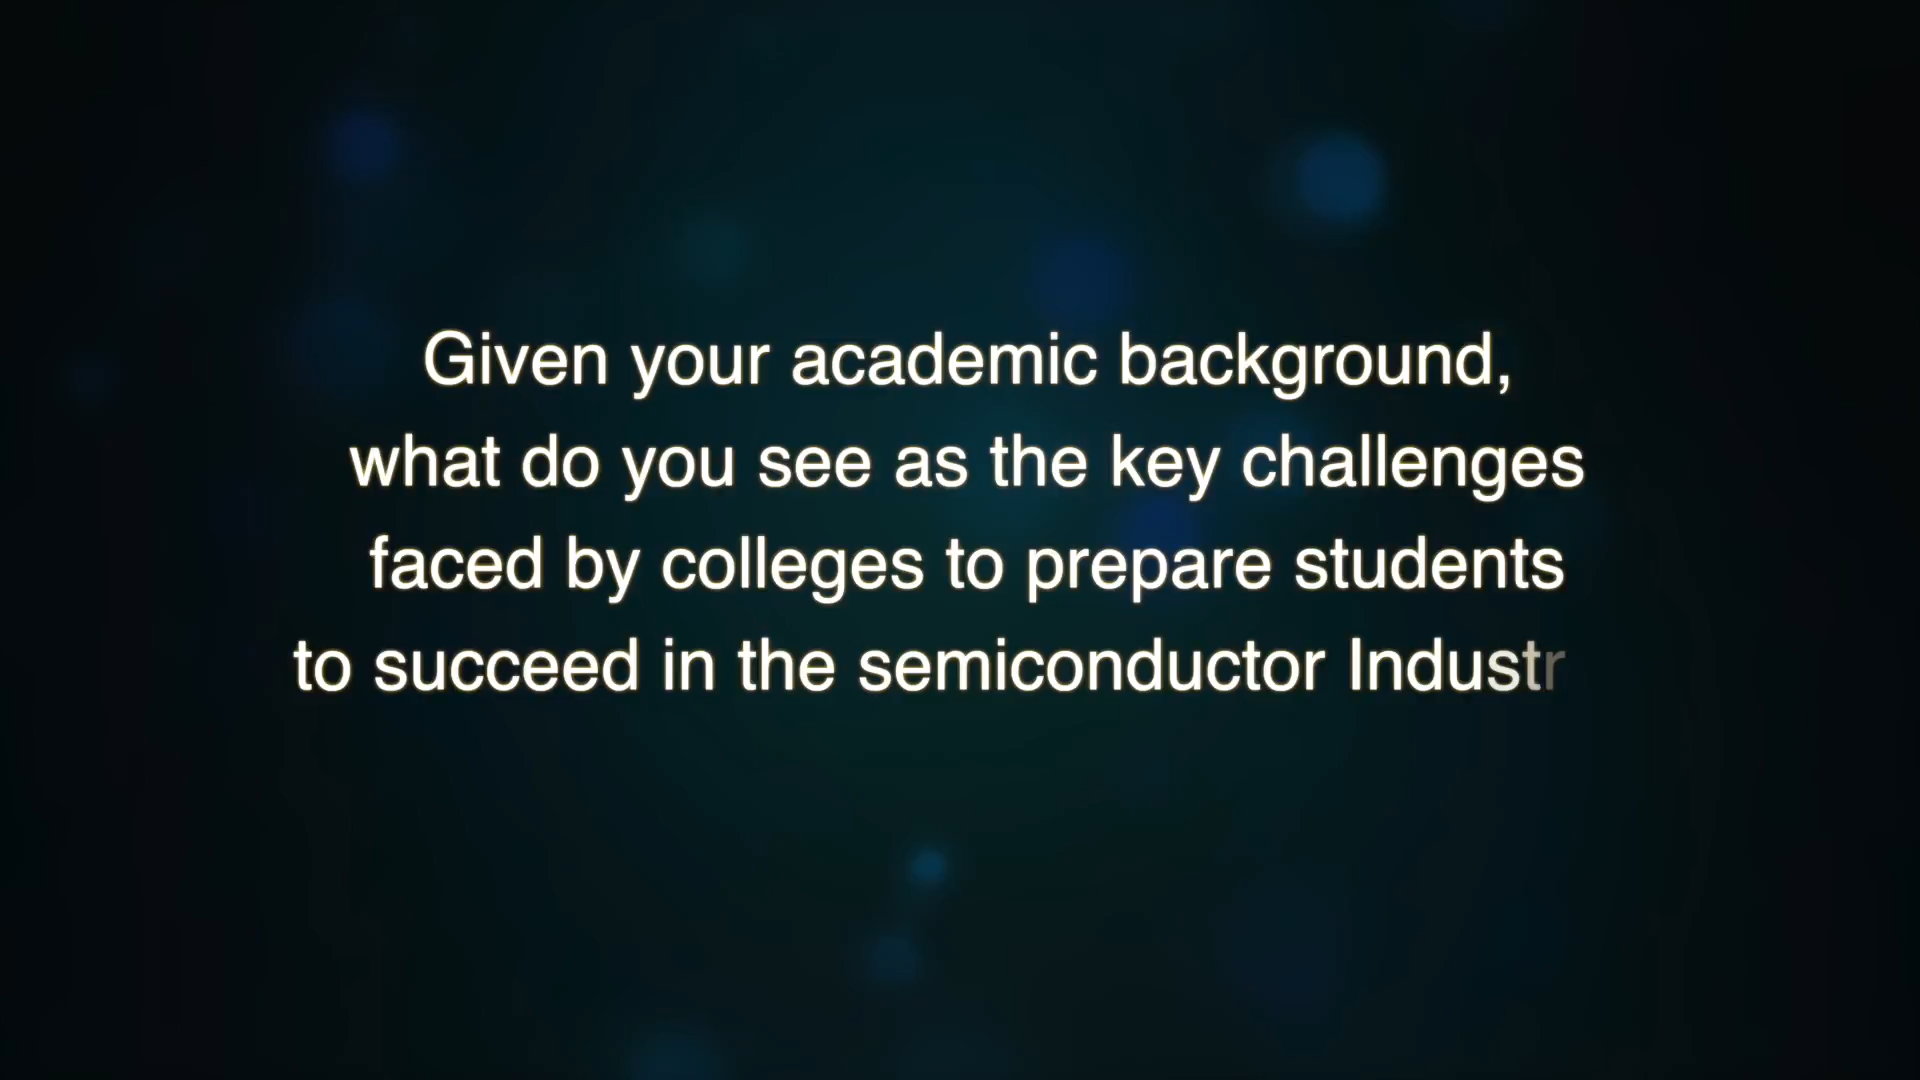 Given your academic background,
what do you see as the key challenges
faced by colleges to prepare students
to succeed in the semiconductor Industr